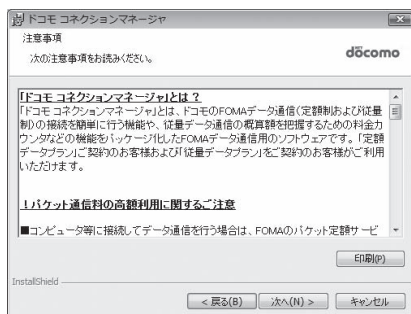 ドコモ コネクションマネージャ
注意事項
次の注意事項をお読みください。
döcomo
「ドコモ コネクションマネージャ」とは？
「ドコモ コネクションマネージャ」とは、ドコモのFOMAデータ通信(定額制および従量
制)の接続を簡単に行う機能や、従量データ通信の概算額を把握するための料金カ
ウンタなどの機能をパッケージ化したFOMAデータ通信用のソフトウェアです。「定額
データプラン」ご契約のお客様および「従量データプラン」をご契約のお客様がご利用
いただけます。
！パケット通信料の高額利用に関するご注意
■コンピュータ等に接続してデータ通信を行う場合は、FOMAのパケット定額サービ
印刷(P)
InstallShield
< 戻る(B)
次へ(N) >
キャンセル